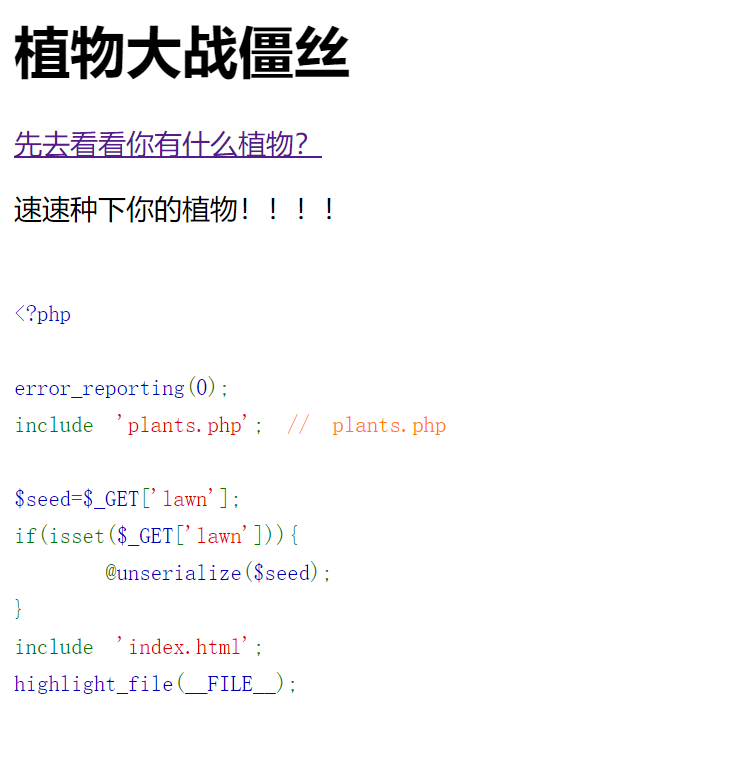 植物大战僵丝
先去看看你有什么植物？
速速种下你的植物！！！！
<?php
error_reporting(0);
include 'plants.php'; // plants.php
$seed=$_GET['lawn'];
if(isset($_GET['lawn'])){
@unserialize($seed);
}
include 'index.html';
highlight_file(__FILE__);